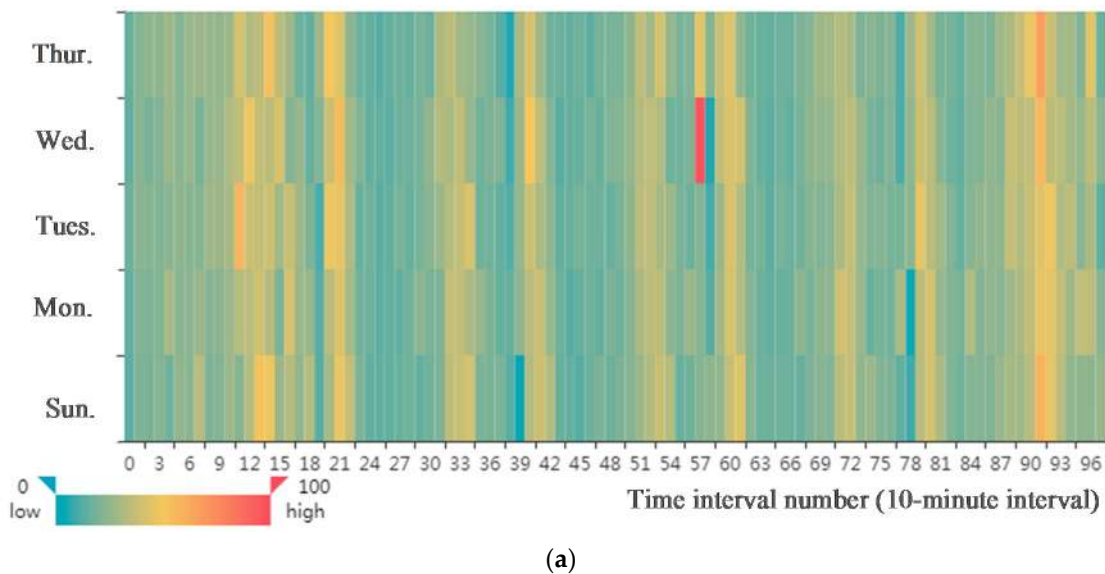 Thur.
Wed.
Tues.
Mon.
Sun.
0 3 6 9 12 15 18 21 24 27 30 33 36 39 42 45 48 51 54 57 60 63 66 69 72 75 78 81 84 87 90 93 96
0 100
low high Time interval number (10-minute interval)
(a)